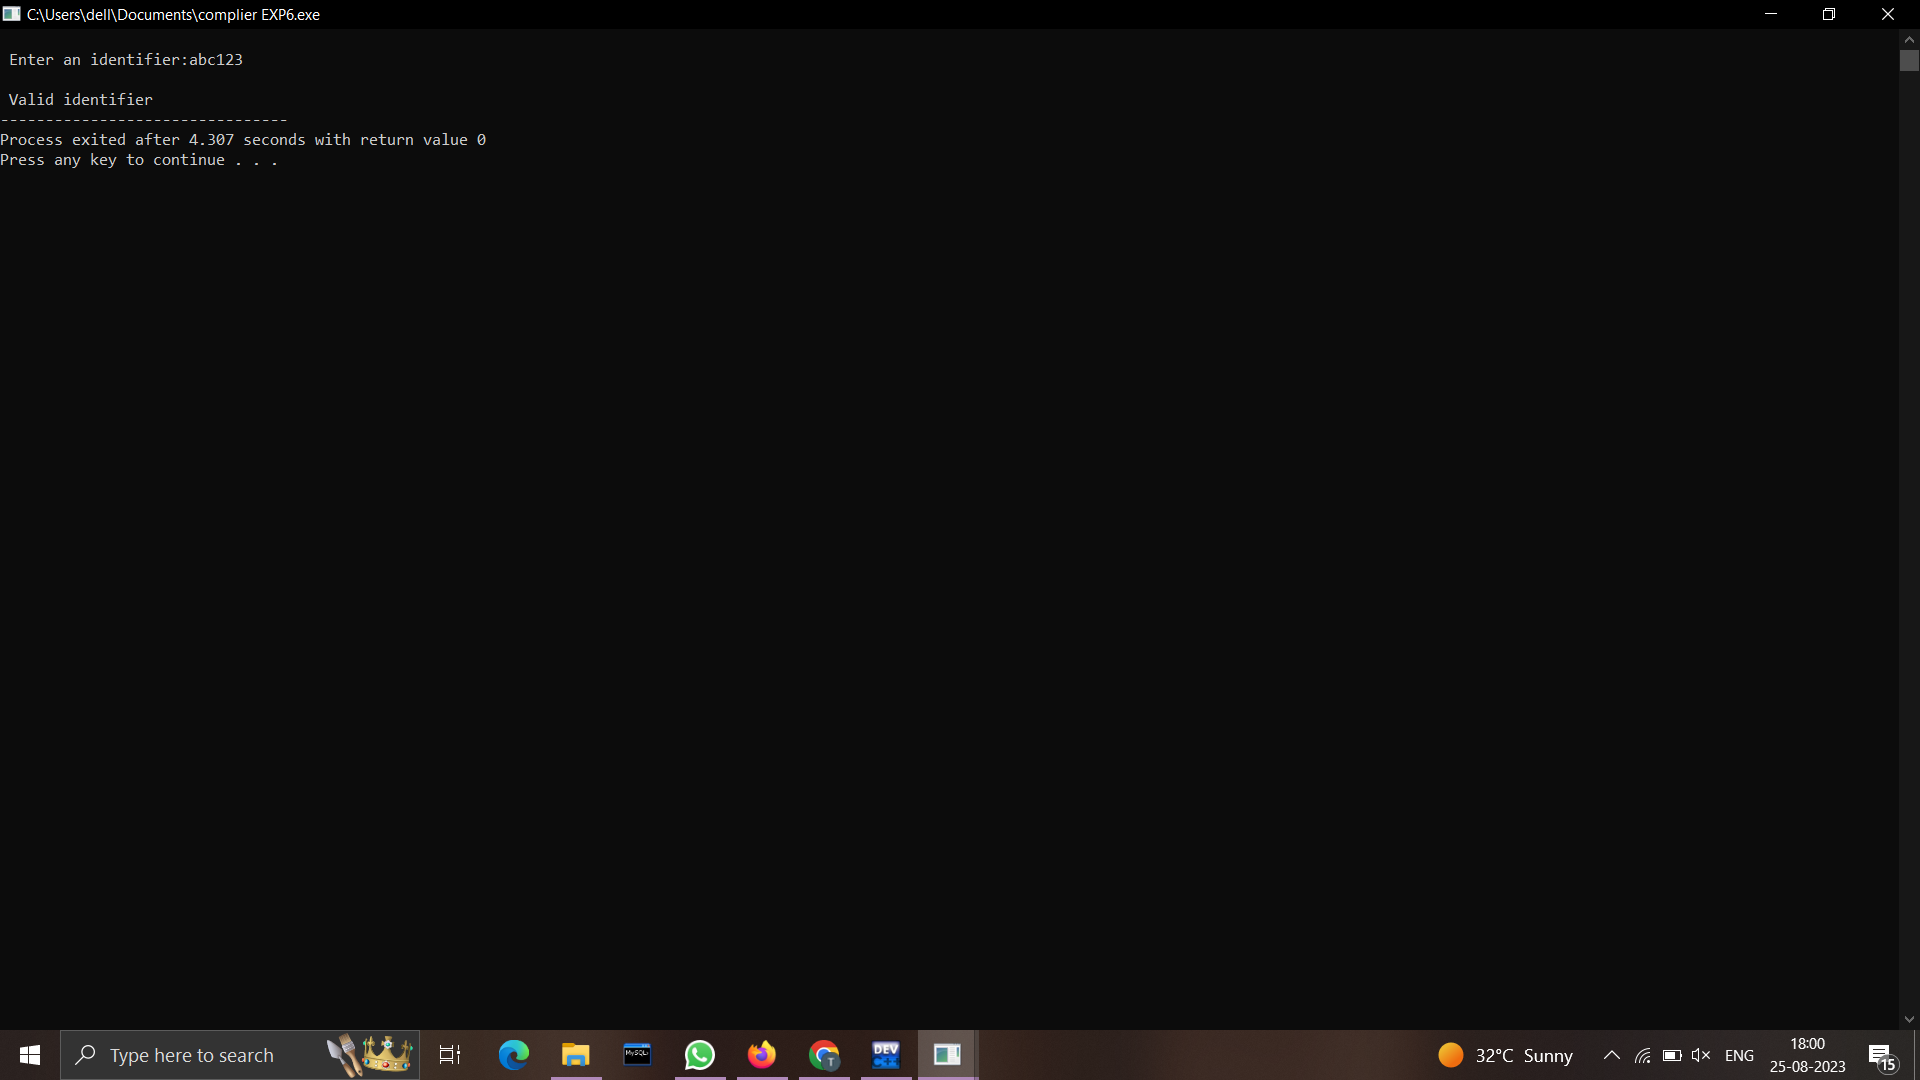 C:\Users\dell\Documents\complier EXP6.exe
Enter an identifier:abc123
Valid identifier
--------------------------------
Process exited after 4.307 seconds with return value 0
Press any key to continue . . .
Type here to search
MySQL
T
DEV
C++
32°C Sunny
ENG
18:00
25-08-2023
15